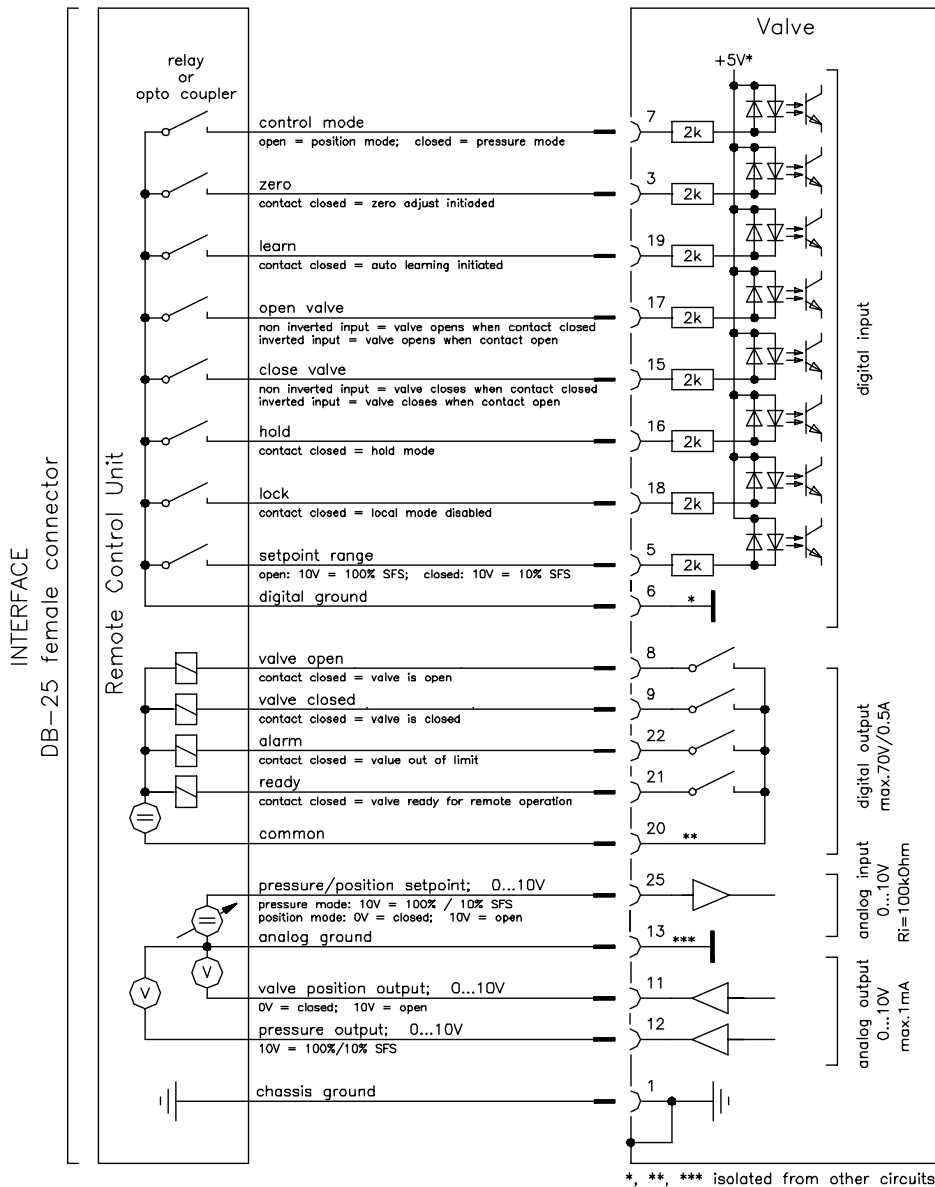 INTERFACE
DB-25 female connector
Remote Control Unit
relay
or
opto coupler
Valve
+5V*
control mode
open = position mode; closed = pressure mode
7
2k
zero
contact closed = zero adjust initiaded
3
2k
learn
contact closed = auto learning initiated
19
2k
open valve
non inverted input = valve opens when contact closed
inverted input = valve opens when contact open
17
2k
close valve
non inverted input = valve closes when contact closed
inverted input = valve closes when contact open
15
2k
hold
contact closed = hold mode
16
2k
lock
contact closed = local mode disabled
18
2k
setpoint range
open: 10V = 100% SFS; closed: 10V = 10% SFS
5
2k
digital ground
6
*
digital input
valve open
contact closed = valve is open
8
valve closed
contact closed = valve is closed
9
alarm
contact closed = value out of limit
22
ready
contact closed = valve ready for remote operation
21
common
20
**
digital output
max.70V/0.5A
pressure/position setpoint; 0...10V
pressure mode: 10V = 100% / 10% SFS
position mode: 0V = closed; 10V = open
25
analog ground
13
***
analog input
0...10V
Ri=100kOhm
V
V
valve position output; 0...10V
0V = closed; 10V = open
11
pressure output; 0...10V
10V = 100%/10% SFS
12
analog output
0...10V
max.1mA
chassis ground
1
*, **, *** isolated from other circuits